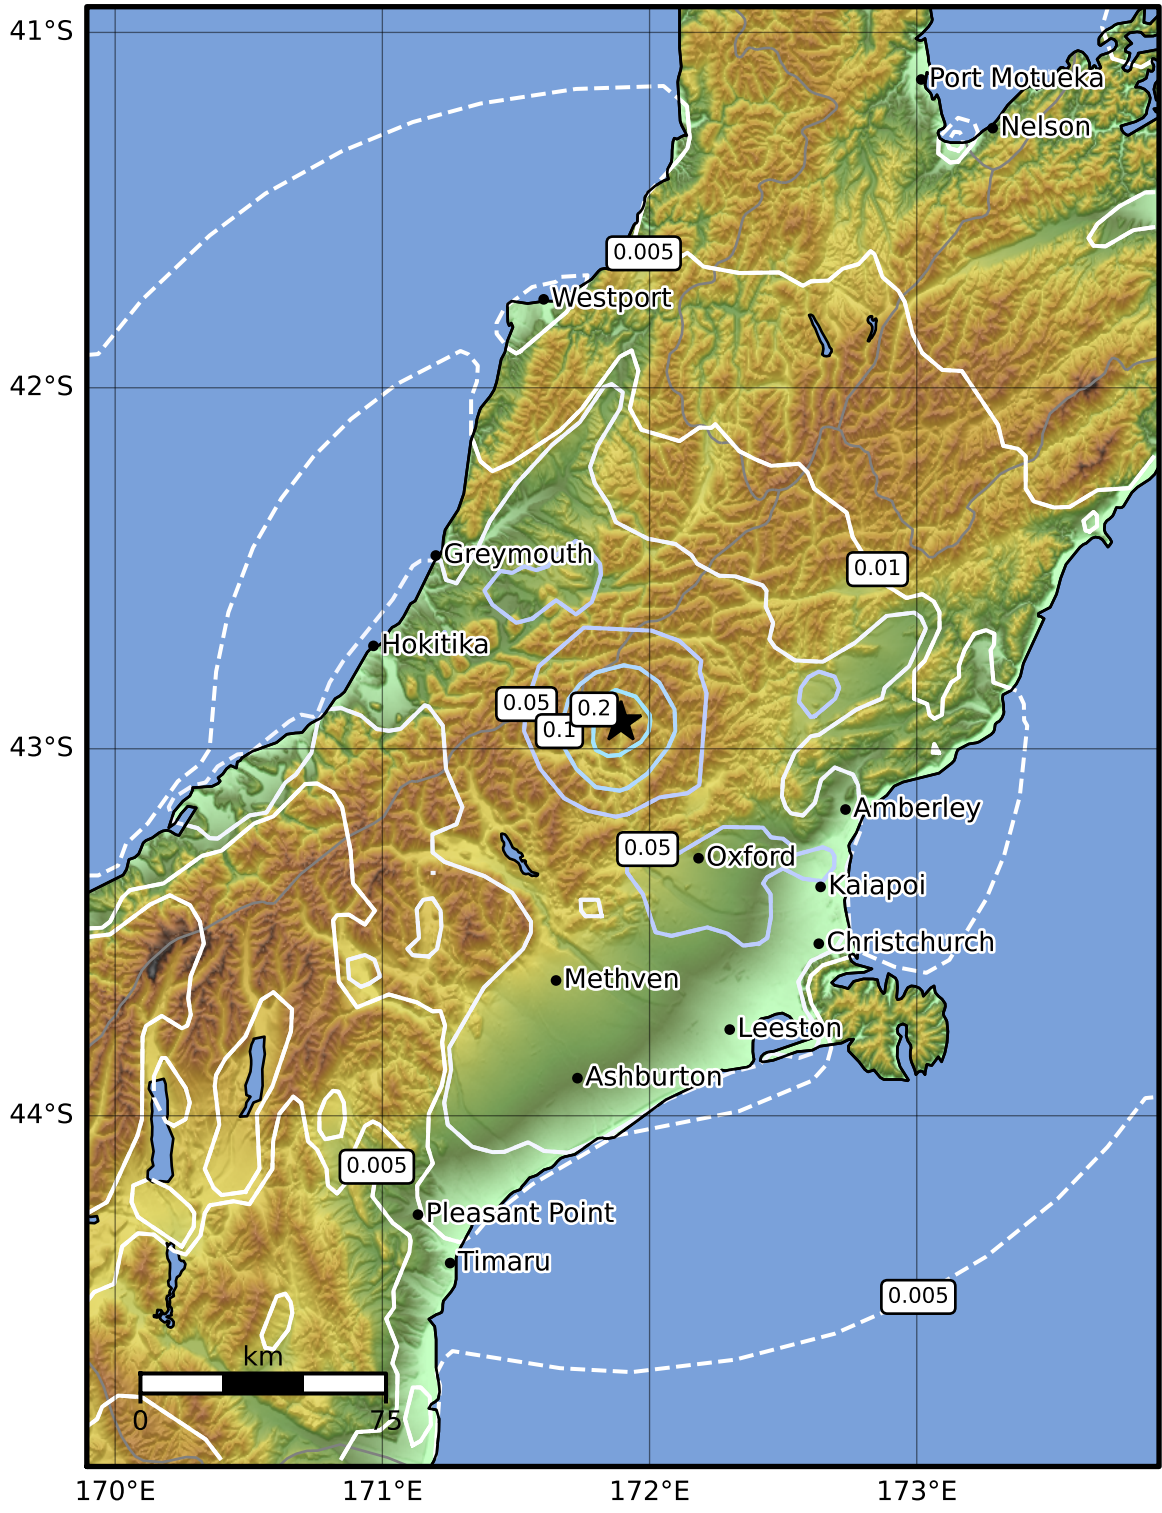 41°S
Port Motueka
Nelson
0.005
Westport
42°S
Greymouth
0.01
Hokitika
0.05
0.2
0.1
43°S
Amberley
0.05
Oxford
Kaiapoi
Christchurch
Methven
Leeston
Ashburton
44°S
0.005
Pleasant Point
Timaru
0.005
km
0
75
170°E
171°E
172°E
173°E